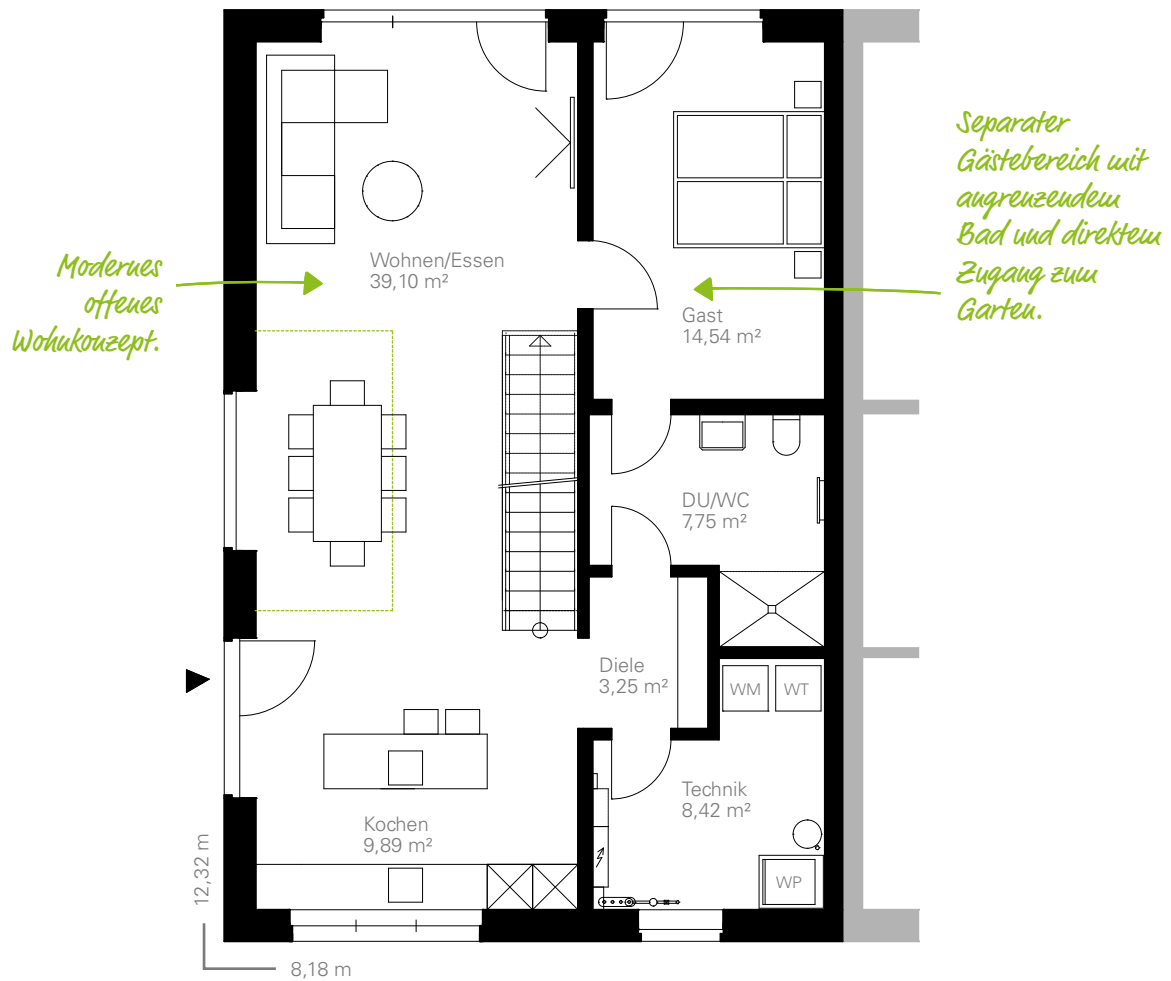 Separater
Gästebereich mit
angrenzendem
Bad und direktem
Zugang zum
Garten.
Modernes
offenes
Wohnkonzept.
Wohnen/Essen
39,10 m²
Gast
14,54 m²
DU/WC
7,75 m²
Diele
3,25 m²
WM
WT
Technik
8,42 m²
Kochen
9,89 m²
WP
12,32 m
8,18 m